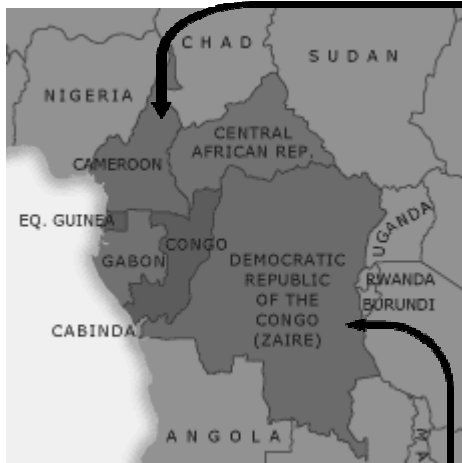 CHAD
SUDAN
NIGERIA
CENTRAL
AFRICAN REP.
CAMEROON
UGANDA
EQ. GUINEA
CONGO
GABON
DEMOCRATIC
REPUBLIC
OF THE
CONGO
(ZAIRE)
RWANDA
BURUNDI
CABINDA
ANGOLA
MA